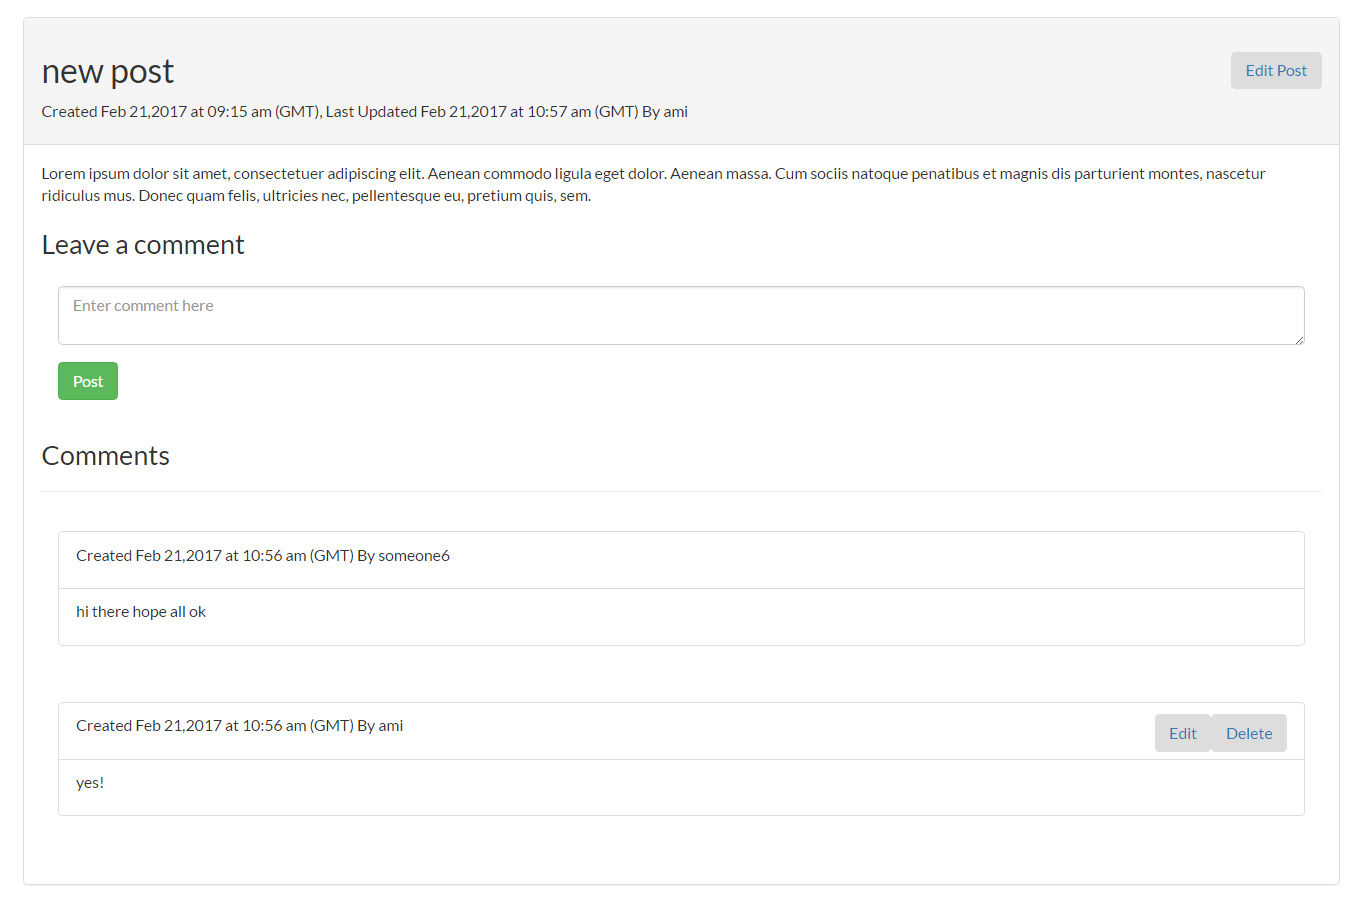 new post
Edit Post
Created Feb 21,2017 at 09:15 am (GMT), Last Updated Feb 21,2017 at 10:57 am (GMT) By ami
Lorem ipsum dolor sit amet, consectetuer adipiscing elit. Aenean commodo ligula eget dolor. Aenean massa. Cum sociis natoque penatibus et magnis dis parturient montes, nascetur
ridiculus mus. Donec quam felis, ultricies nec, pellentesque eu, pretium quis, sem.
Leave a comment
Enter comment here
Post
Comments
Created Feb 21,2017 at 10:56 am (GMT) By someone6
hi there hope all ok
Created Feb 21,2017 at 10:56 am (GMT) By ami
Edit
Delete
yes!